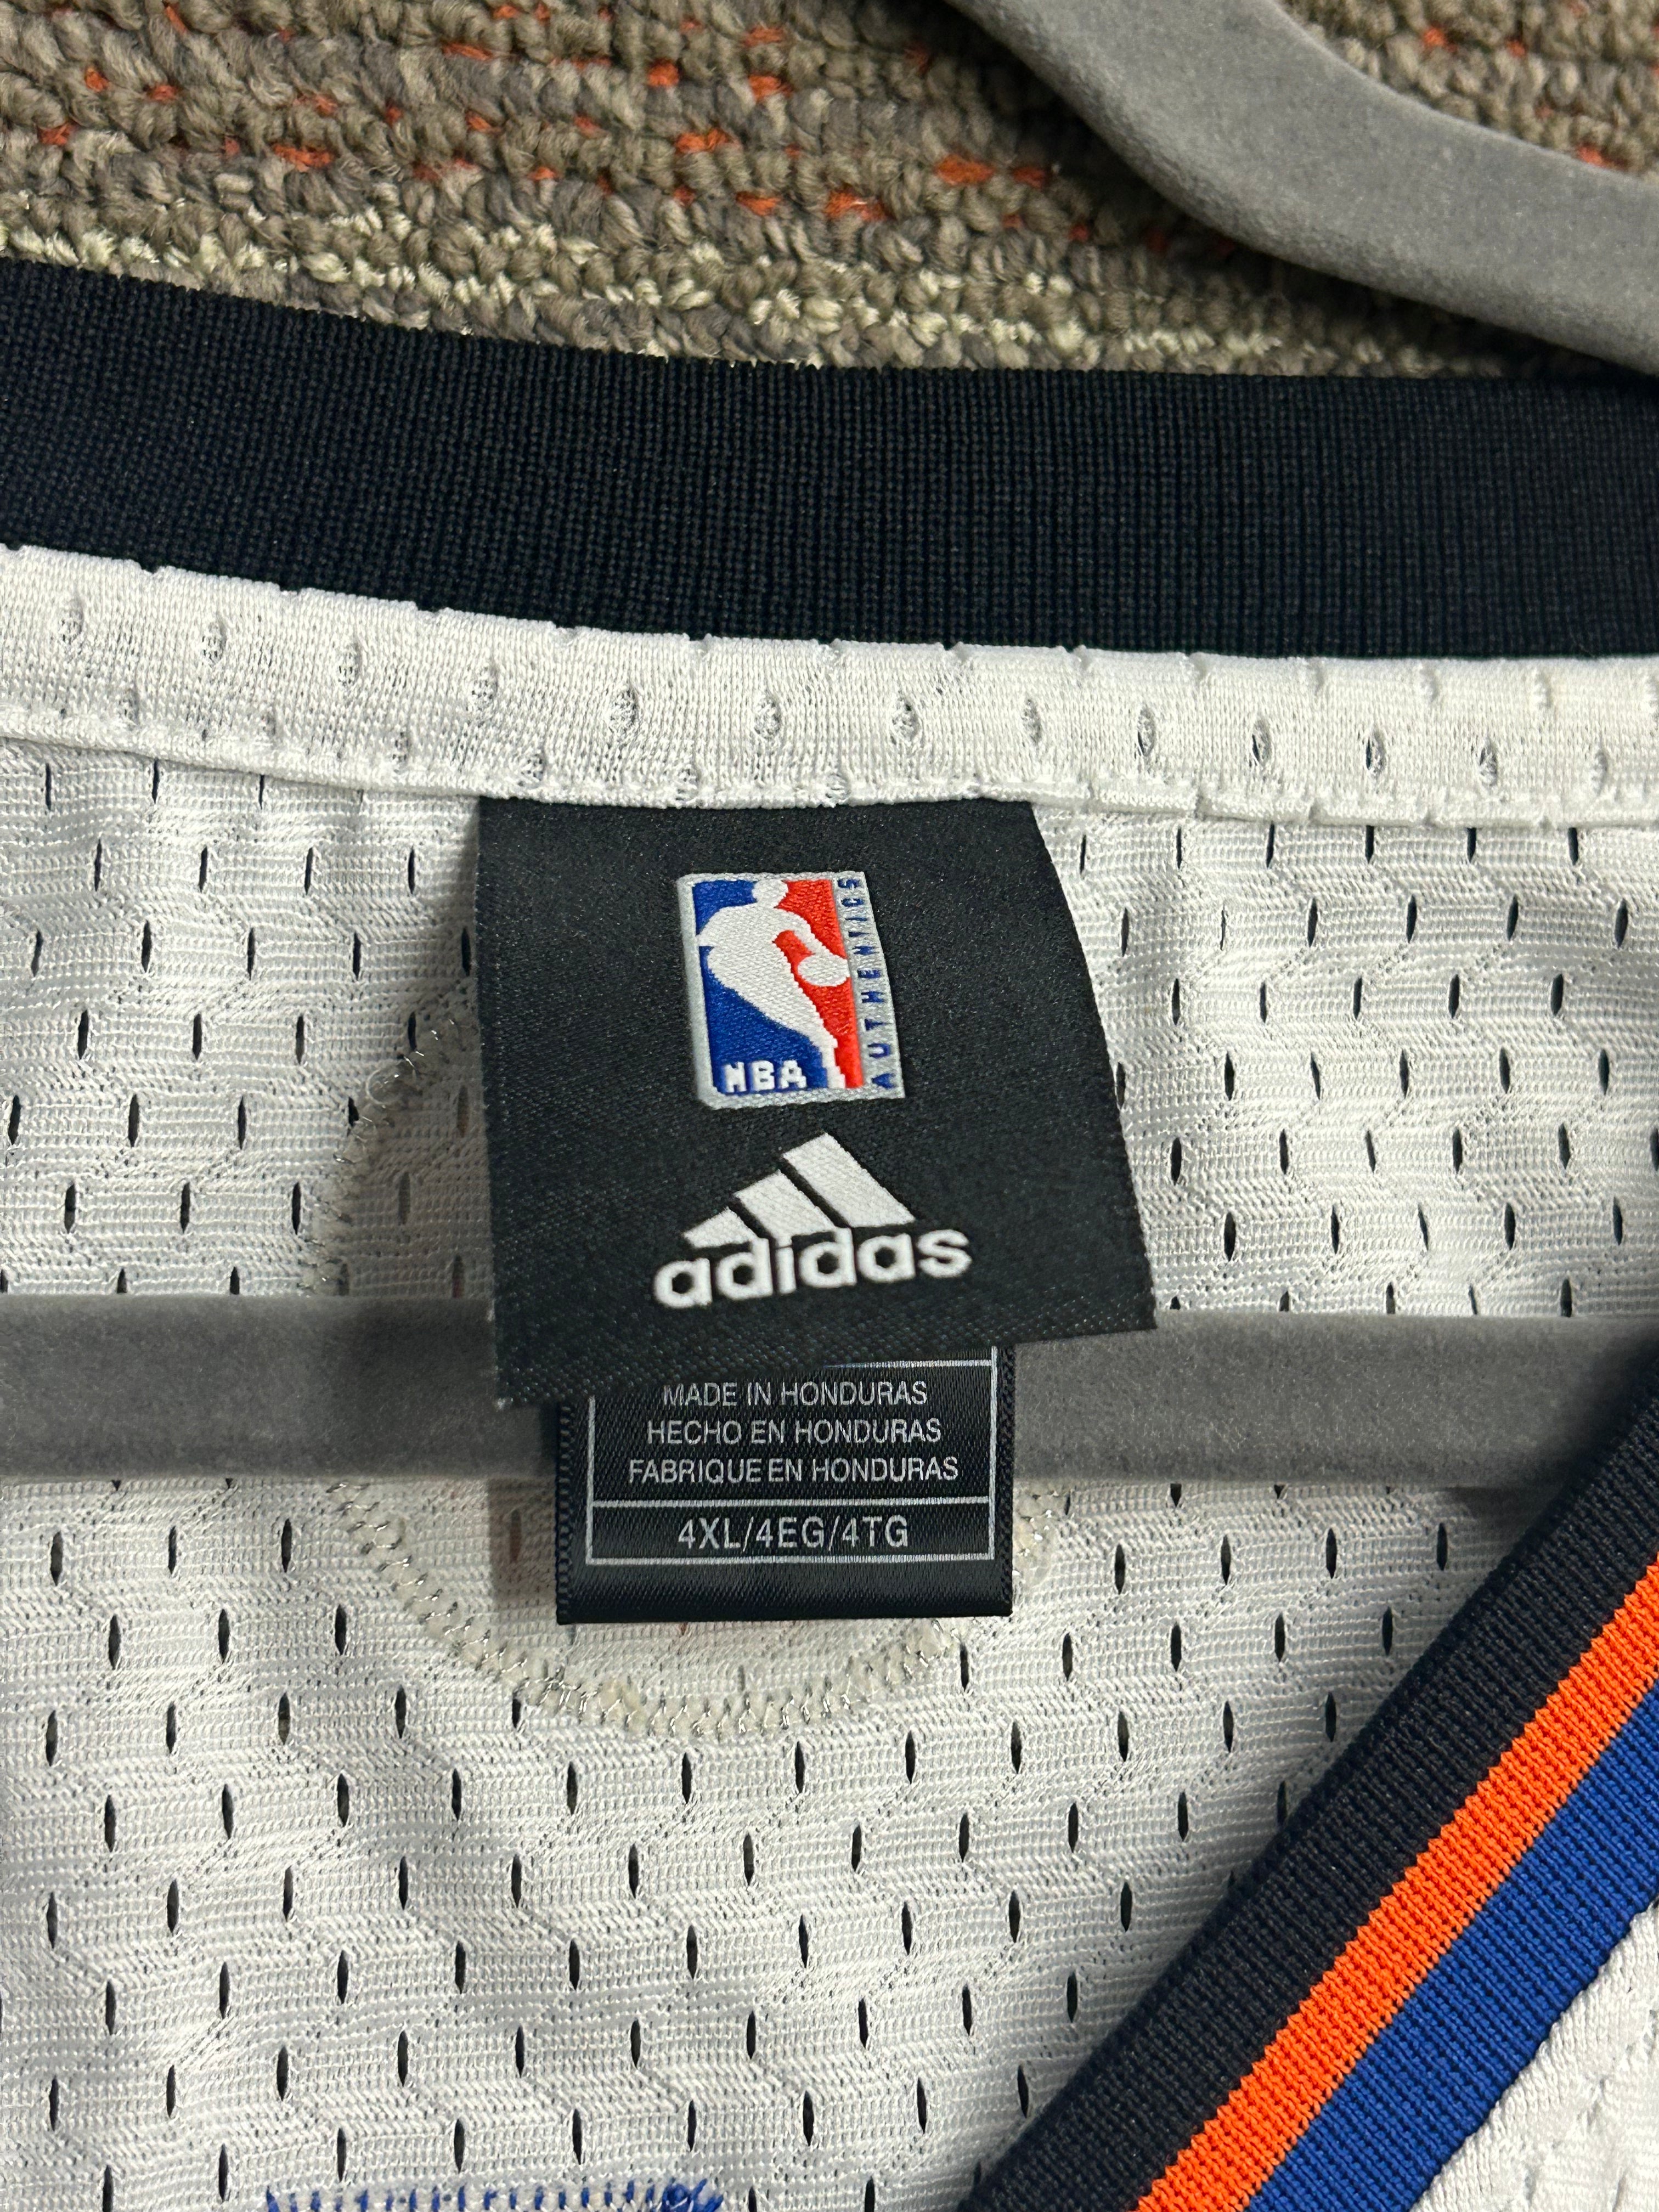 NBA
AUTHENTICS
adidas
MADE IN HONDURAS
HECHO EN HONDURAS
FABRIQUE EN HONDURAS
4XL/4EG/4TG